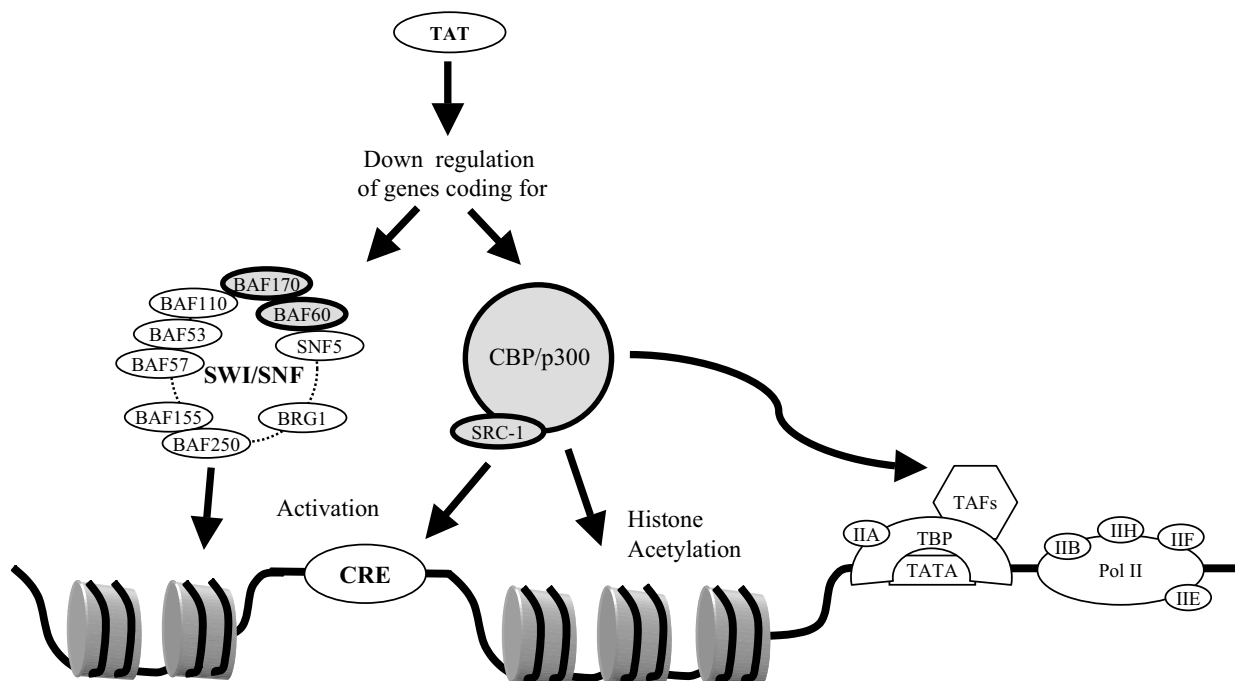 TAT
Down regulation
of genes coding for
BAF170
BAF110
BAF60
BAF53
SNF5
BAF57
SWI/SNF
BAF155
BRG1
BAF250
CBP/p300
SRC-1
Activation
Histone
Acetylation
CRE
TAFs
IIA
TBP
TATA
IIB
IIH
IIF
Pol II
IIE